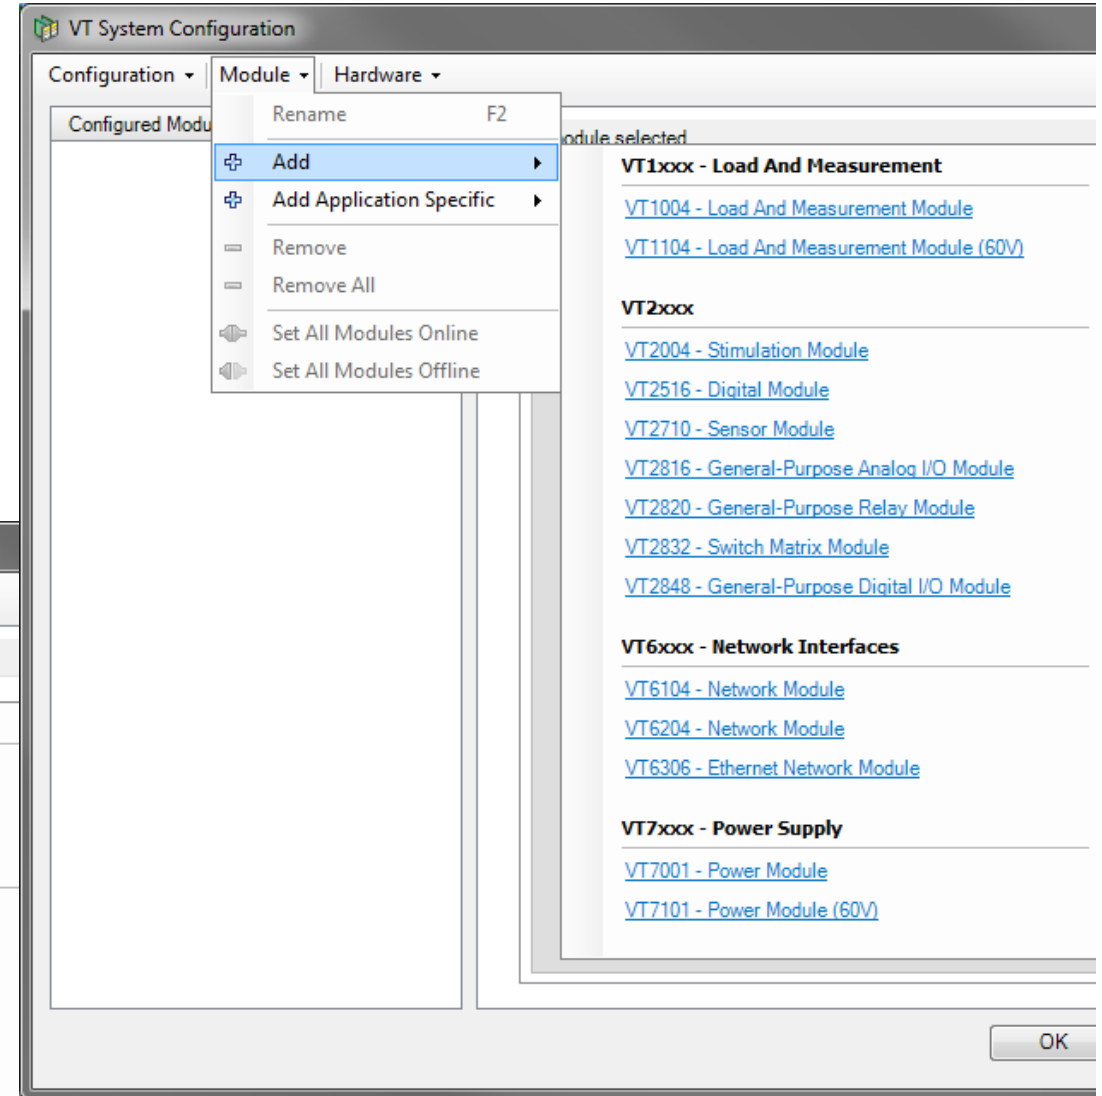 VT System Configuration
Configuration Module Hardware
Configured Modu
Rename F2
Add
Add Application Specific
Remove
Remove All
Set All Modules Online
Set All Modules Offline
odule selected
VT1xxx - Load And Measurement
VT1004 - Load And Measurement Module
VT1104 - Load And Measurement Module (60V)
VT2xxx
VT2004 - Stimulation Module
VT2516 - Digital Module
VT2710 - Sensor Module
VT2816 - General-Purpose Analog I/O Module
VT2820 - General-Purpose Relay Module
VT2832 - Switch Matrix Module
VT2848 - General-Purpose Digital I/O Module
VT6xxx - Network Interfaces
VT6104 - Network Module
VT6204 - Network Module
VT6306 - Ethernet Network Module
VT7xxx - Power Supply
VT7001 - Power Module
VT7101 - Power Module (60V)
OK